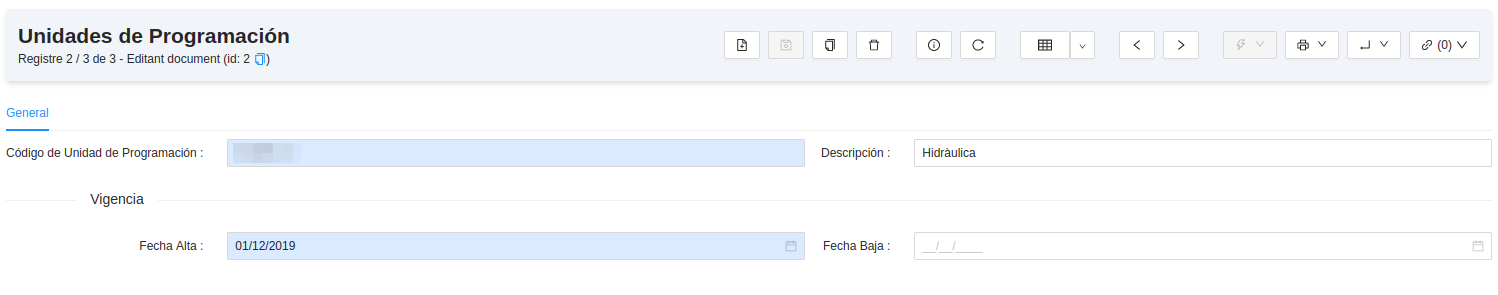 Unidades de Programación
Registre 2 / 3 de 3 - Editant document (id: 2 )
(0)
General
Código de Unidad de Programación :
Descripción : Hidràulica
Vigencia
Fecha Alta : 01/12/2019 Fecha Baja : __/__/____